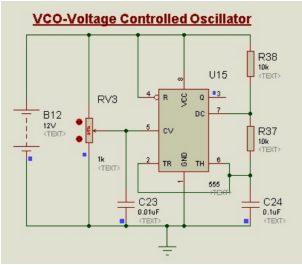 VCO-Voltage Controlled Oscillator
R38
10k
<TEXT>
U15
8
4
R
VCC
Q
3
DC
7
RV3
B12
12V
<TEXT>
5
CV
R37
10k
<TEXT>
1k
<TEXT>
2
TR
GND
TH
6
1
555
<TEXT>
C23
0.01uF
<TEXT>
C24
0.1uF
<TEXT>